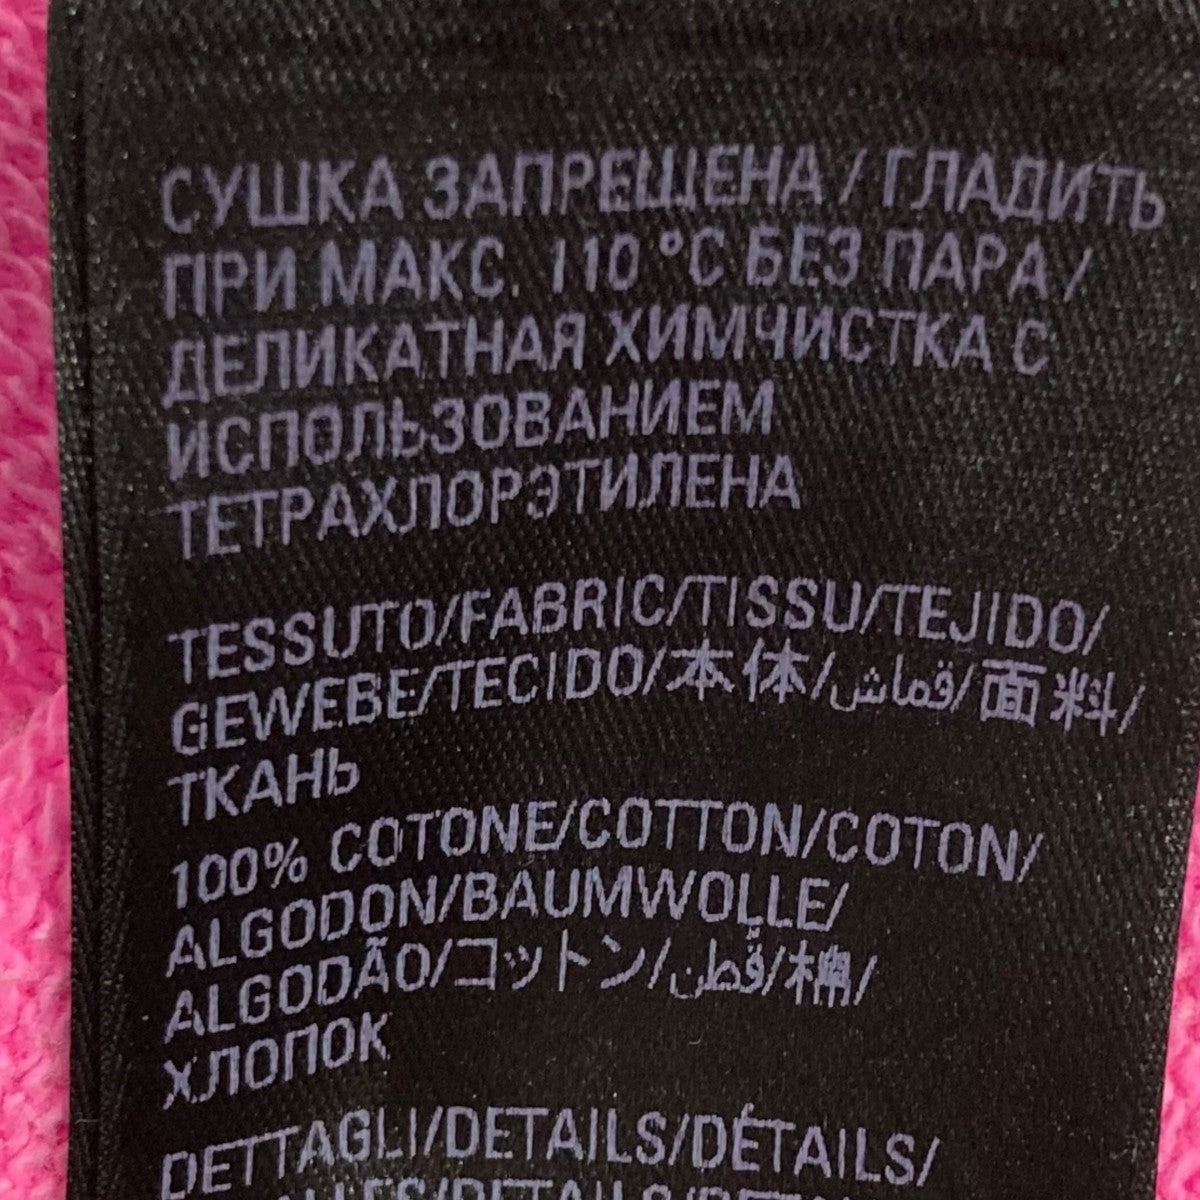 СУШКА ЗАПРЕЩЕНА / ГЛАДИТЬ
ПРИ МАКС. 110 °C БЕЗ ПАРА /
ДЕЛИКАТНАЯ ХИМЧИСТКА С
ИСПОЛЬЗОВАНИЕМ
ТЕТРАХЛОРЭТИЛЕНА
TESSUTO/FABRIC/TISSU/TEJIDO/
GEWEBE/TECIDO/本体/قماش/面料/
ТКАНЬ
100% COTONE/COTTON/COTON/
ALGODON/BAUMWOLLE/
ALGODÃO/コットン/قطن/棉/
ХЛОПОК
DETTAGLI/DETAILS/DÉTAILS/